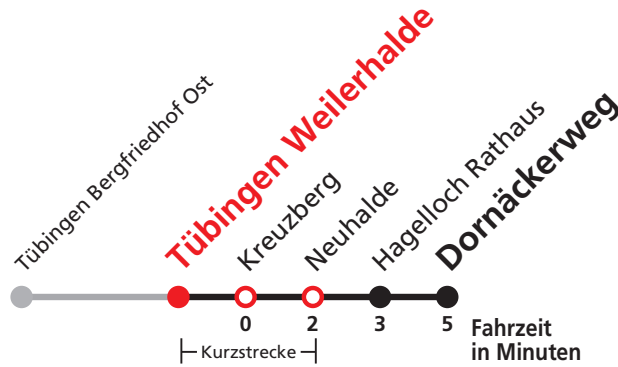 Tübingen Bergfriedhof Ost
Tübingen Weilerhalde
Kreuzberg
Neuhalde
Hagelloch Rathaus
Dornäckerweg
0 2 3 5 Fahrzeit
in Minuten
Kurzstrecke